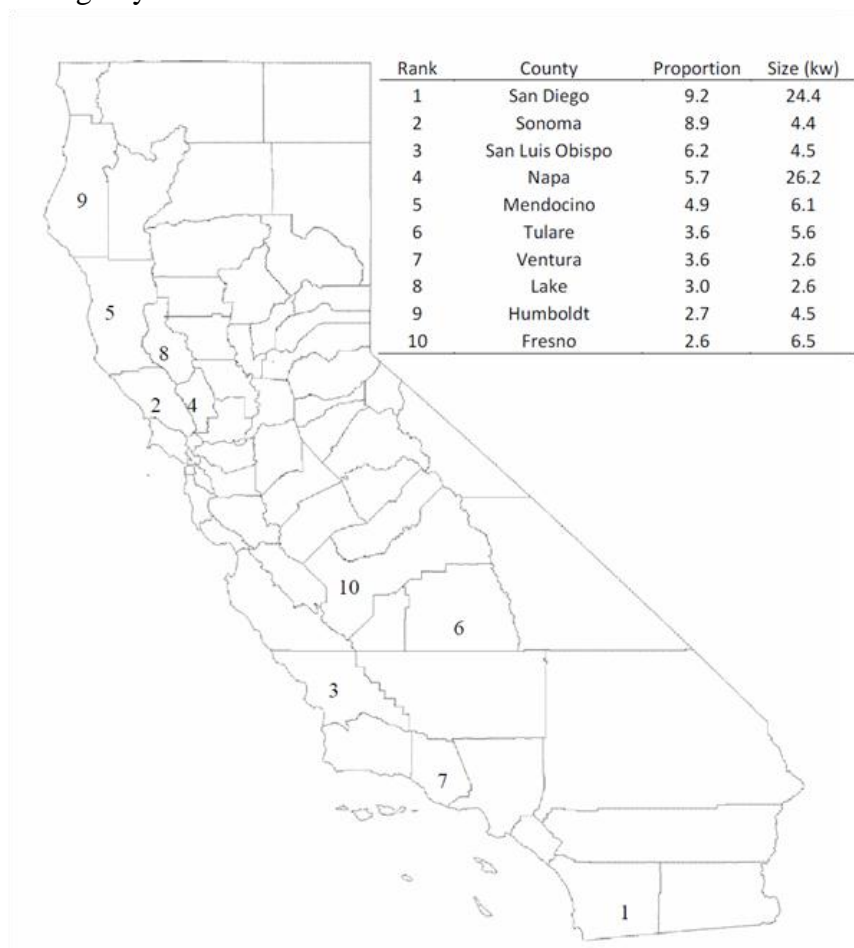 Rank County Proportion Size (kw)
1 San Diego 9.2 24.4
2 Sonoma 8.9 4.4
3 San Luis Obispo 6.2 4.5
4 Napa 5.7 26.2
5 Mendocino 4.9 6.1
6 Tulare 3.6 5.6
7 Ventura 3.6 2.6
8 Lake 3.0 2.6
9 Humboldt 2.7 4.5
10 Fresno 2.6 6.5
9
5
8
2 4
10
6
3
7
1